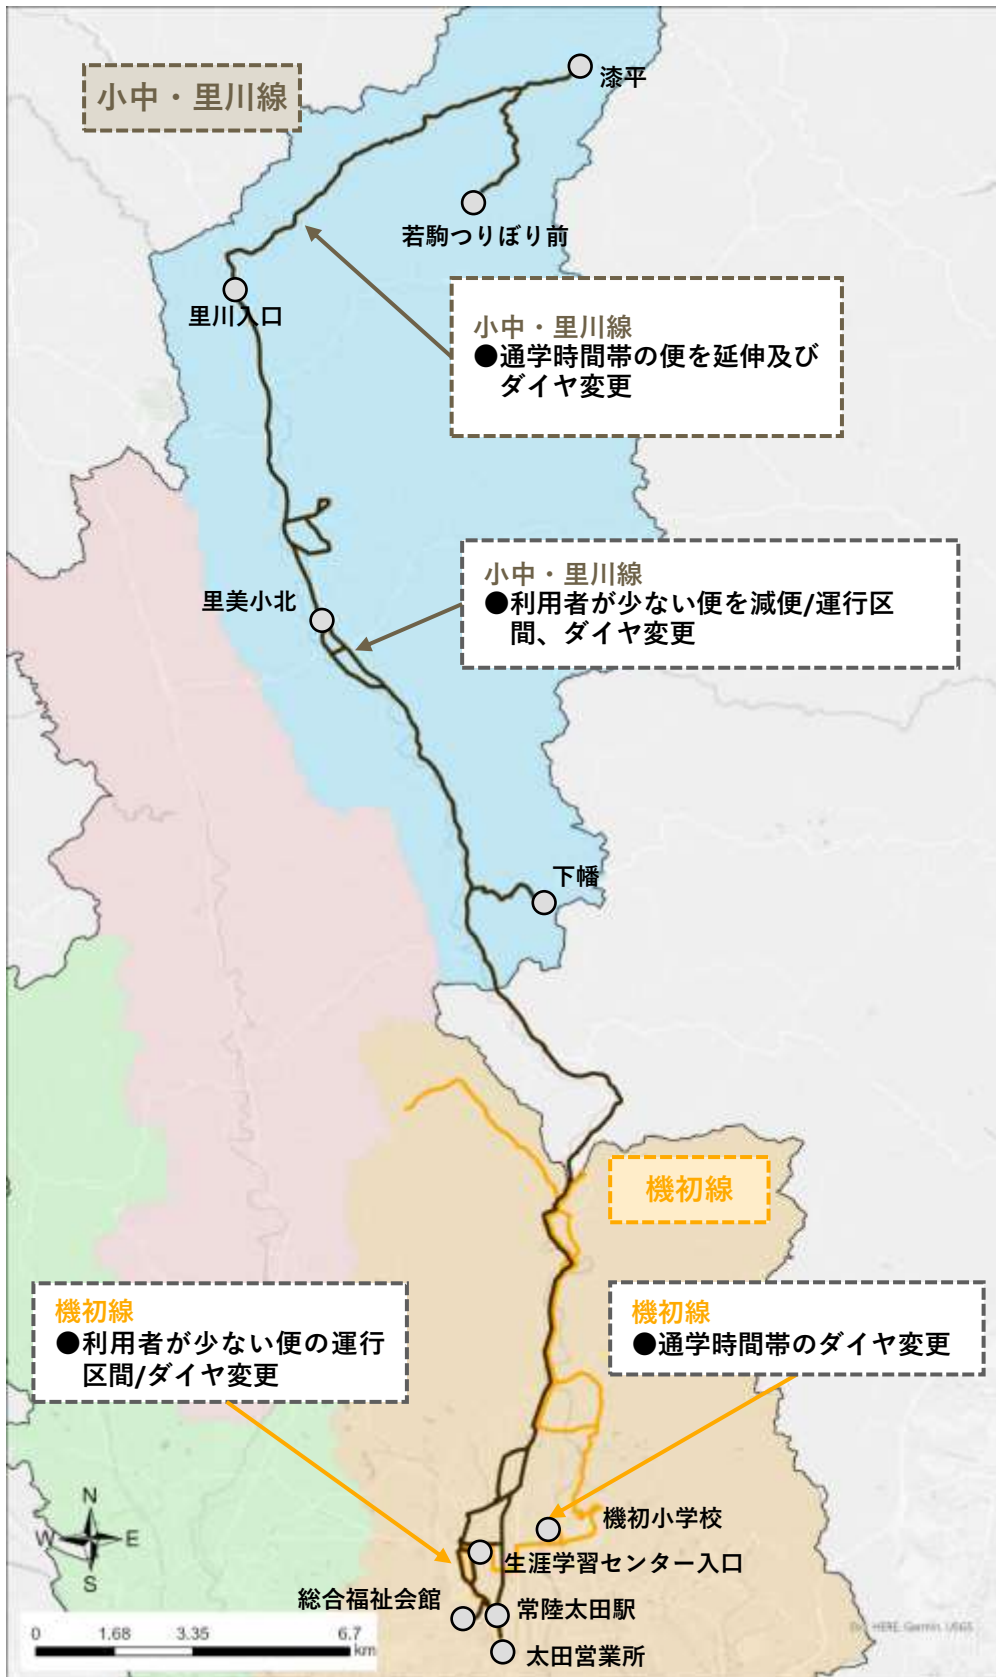 小中・里川線
漆平
若駒つりぼり前
里川入口
小中・里川線
●通学時間帯の便を延伸及び
ダイヤ変更
小中・里川線
●利用者が少ない便を減便/運行区
間、ダイヤ変更
里美小北
下幡
機初線
機初線
●利用者が少ない便の運行
区間/ダイヤ変更
機初線
●通学時間帯のダイヤ変更
N
W
E
S
機初小学校
生涯学習センター入口
総合福祉会館
常陸太田駅
太田営業所
0 1.68 3.35 6.7
km
HERE, Garmin, USGS